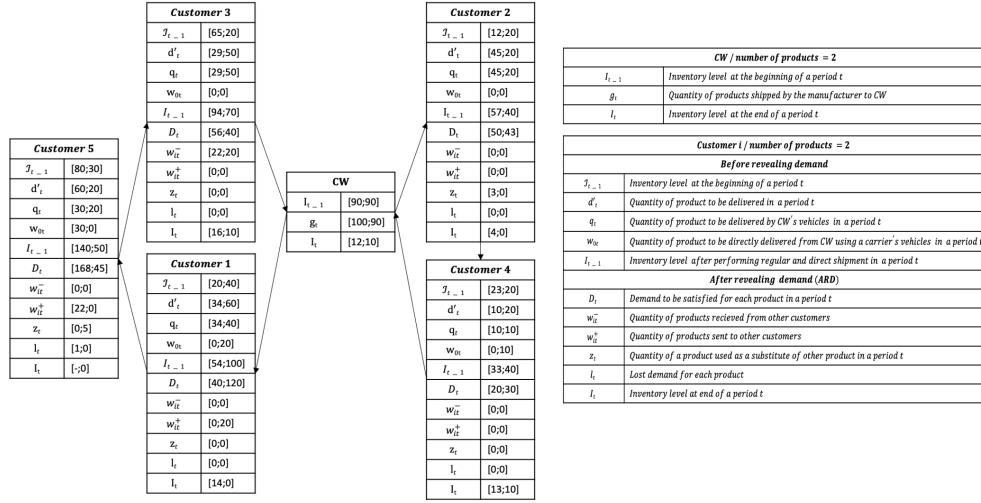 Customer 3
ℐₜ₋₁ [65;20]
d'ₜ [29;50]
qₜ [29;50]
w₀ₜ [0;0]
Iₜ₋₁ [94;70]
Dₜ [56;40]
wᵢₜ⁻ [22;20]
wᵢₜ⁺ [0;0]
zₜ [0;0]
lₜ [0;0]
Iₜ [16;10]
Customer 2
ℐₜ₋₁ [12;20]
d'ₜ [45;20]
qₜ [45;20]
w₀ₜ [0;0]
Iₜ₋₁ [57;40]
Dₜ [50;43]
wᵢₜ⁻ [0;0]
wᵢₜ⁺ [0;0]
zₜ [3;0]
lₜ [0;0]
Iₜ [4;0]
Customer 5
ℐₜ₋₁ [80;30]
d'ₜ [60;20]
qₜ [30;20]
w₀ₜ [30;0]
Iₜ₋₁ [140;50]
Dₜ [168;45]
wᵢₜ⁻ [0;0]
wᵢₜ⁺ [22;0]
zₜ [0;5]
lₜ [1;0]
Iₜ [-;0]
CW
Iₜ₋₁ [90;90]
gₜ [100;90]
Iₜ [12;10]
Customer 1
ℐₜ₋₁ [20;40]
d'ₜ [34;60]
qₜ [34;40]
w₀ₜ [0;20]
Iₜ₋₁ [54;100]
Dₜ [40;120]
wᵢₜ⁻ [0;0]
wᵢₜ⁺ [0;20]
zₜ [0;0]
lₜ [0;0]
Iₜ [14;0]
Customer 4
ℐₜ₋₁ [23;20]
d'ₜ [10;20]
qₜ [10;10]
w₀ₜ [0;10]
Iₜ₋₁ [33;40]
Dₜ [20;30]
wᵢₜ⁻ [0;0]
wᵢₜ⁺ [0;0]
zₜ [0;0]
lₜ [0;0]
Iₜ [13;10]
CW / number of products = 2
Iₜ₋₁ Inventory level at the beginning of a period t
gₜ Quantity of products shipped by the manufacturer to CW
lₜ Inventory level at the end of a period t
Customer i / number of products = 2
Before revealing demand
ℐₜ₋₁ Inventory level at the beginning of a period t
d'ₜ Quantity of product to be delivered in a period t
qₜ Quantity of product to be delivered by CW's vehicles in a period t
w₀ₜ Quantity of product to be directly delivered from CW using a carrier's vehicles in a period t
Iₜ₋₁ Inventory level after performing regular and direct shipment in a period t
After revealing demand (ARD)
Dₜ Demand to be satisfied for each product in a period t
wᵢₜ⁻ Quantity of products recieved from other customers
wᵢₜ⁺ Quantity of products sent to other customers
zₜ Quantity of a product used as a substitute of other product in a period t
lₜ Lost demand for each product
Iₜ Inventory level at end of a period t